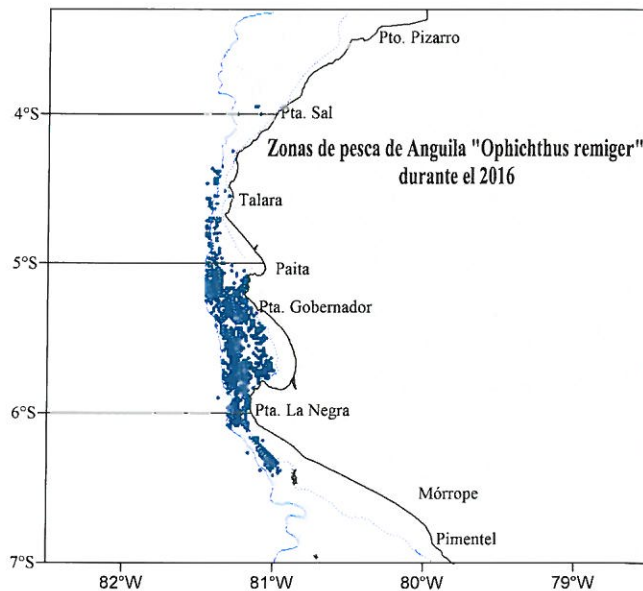 Pto. Pizarro
4°S
Pta. Sal
Zonas de pesca de Anguila "Ophichthus remiger"
durante el 2016
Talara
5°S
Paita
Pta. Gobernador
6°S
Pta. La Negra
Mórrope
Pimentel
7°S
82°W
81°W
80°W
79°W